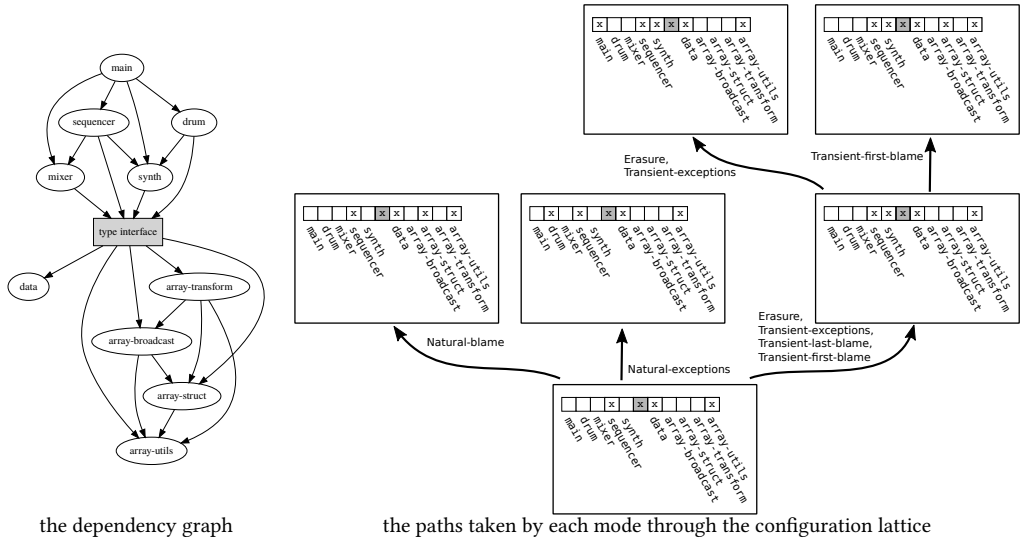 main
sequencer
drum
mixer
synth
type interface
data
array-transform
array-broadcast
array-struct
array-utils
the dependency graph
x x x x x x
main
drum
mixer
sequencer
synth
data
array-broadcast
array-struct
array-transform
array-utils
x x x x x x
main
drum
mixer
sequencer
synth
data
array-broadcast
array-struct
array-transform
array-utils
Erasure,
Transient-exceptions
Transient-first-blame
x x x x x
main
drum
mixer
sequencer
synth
data
array-broadcast
array-struct
array-transform
array-utils
x x x x x
main
drum
mixer
sequencer
synth
data
array-broadcast
array-struct
array-transform
array-utils
x x x x x
main
drum
mixer
sequencer
synth
data
array-broadcast
array-struct
array-transform
array-utils
Natural-blame
Natural-exceptions
Erasure,
Transient-exceptions,
Transient-last-blame,
Transient-first-blame
x x x x
main
drum
mixer
sequencer
synth
data
array-broadcast
array-struct
array-transform
array-utils
the paths taken by each mode through the configuration lattice